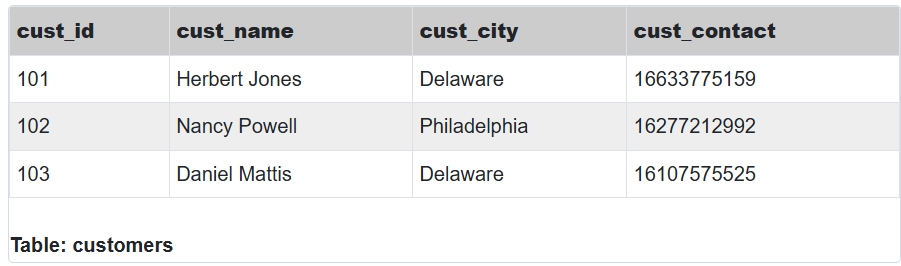 cust_id cust_name cust_city cust_contact
101 Herbert Jones Delaware 16633775159
102 Nancy Powell Philadelphia 16277212992
103 Daniel Mattis Delaware 16107575525
Table: customers